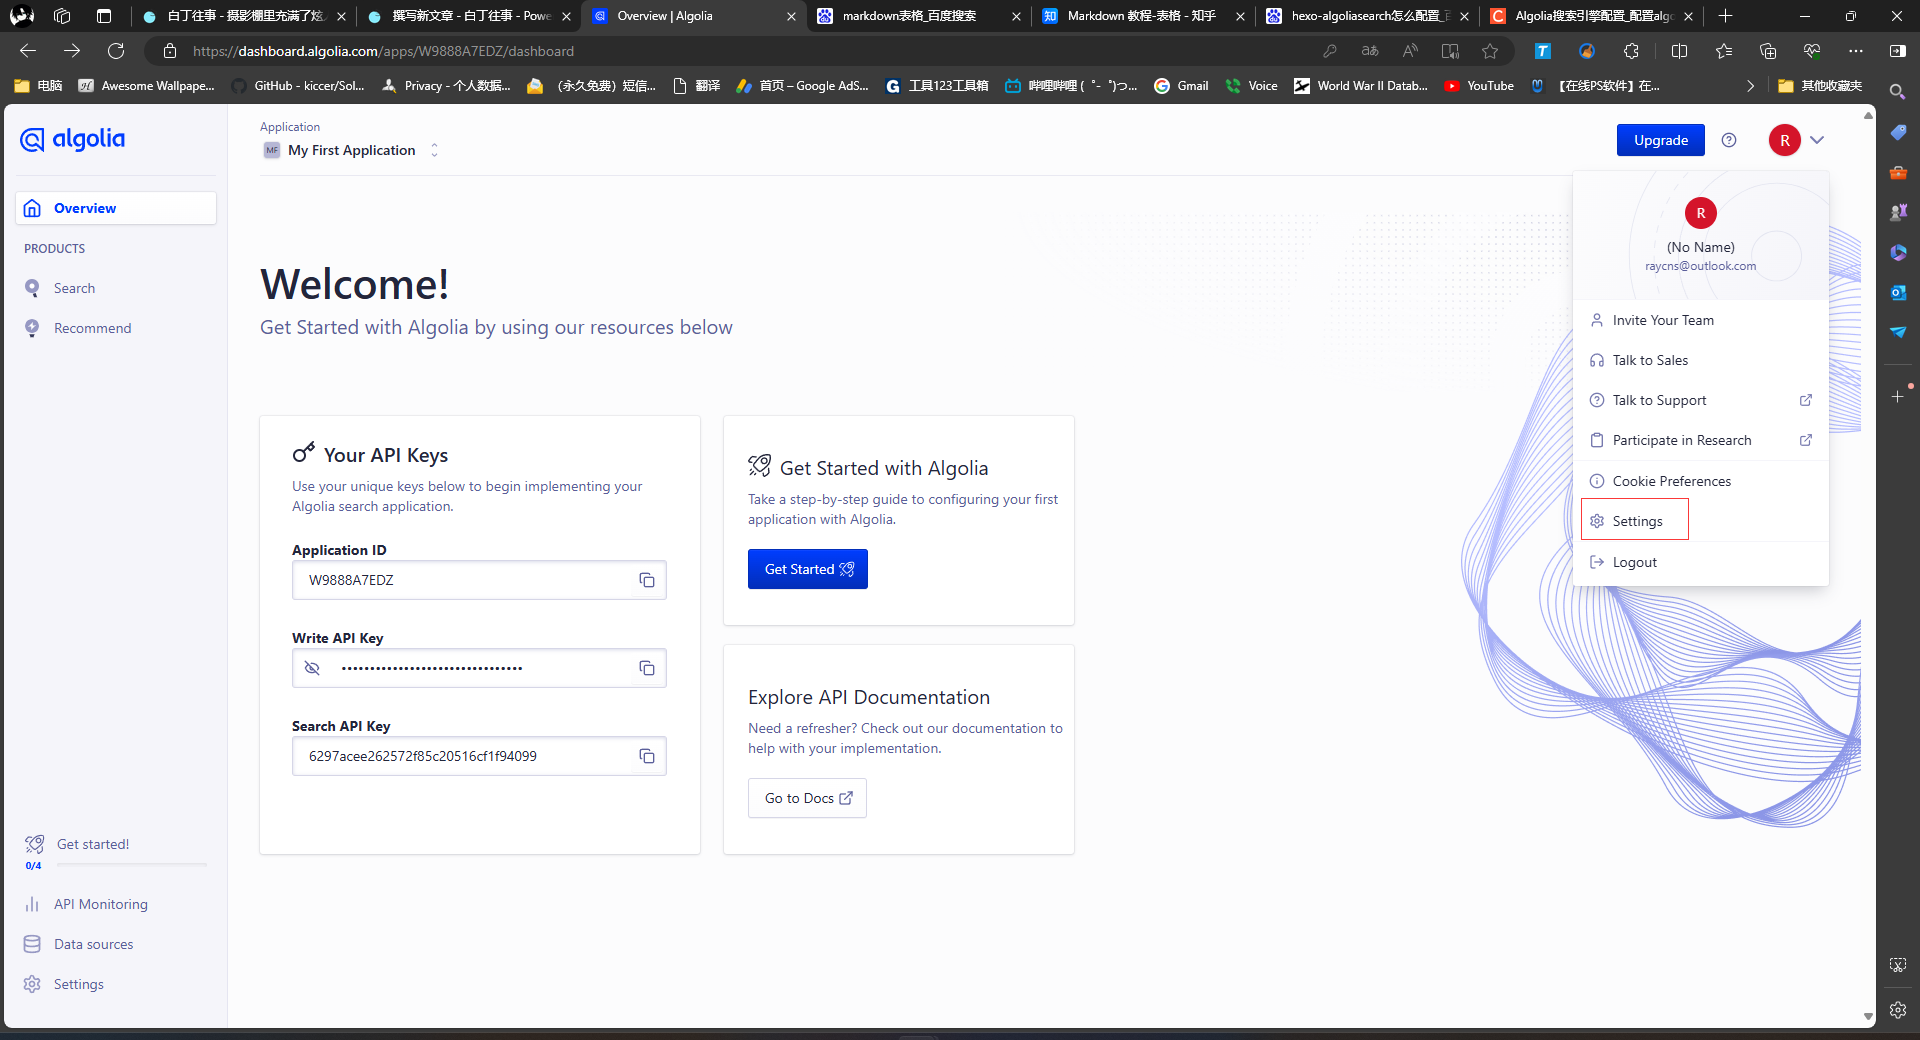 白丁往事 - 摄影棚里充满了炫
撰写新文章 - 白丁往事 - Powe
Overview | Algolia
markdown表格_百度搜索
Markdown 教程-表格 - 知乎
hexo-algoliasearch怎么配置_百
Algolia搜索引擎配置_配置algo
https://dashboard.algolia.com/apps/W9888A7EDZ/dashboard
电脑
Awesome Wallpape...
GitHub - kiccer/Sol...
Privacy - 个人数据...
（永久免费）短信...
翻译
首页 – Google AdS...
工具123工具箱
哔哩哔哩 ( ゜- ゜)つ...
Gmail
Voice
World War II Datab...
YouTube
【在线PS软件】在...
其他收藏夹
algolia
Application
MF My First Application
Upgrade
R
Overview
PRODUCTS
Search
Recommend
Welcome!
Get Started with Algolia by using our resources below
R
(No Name)
raycns@outlook.com
Invite Your Team
Talk to Sales
Talk to Support
Participate in Research
Cookie Preferences
Settings
Logout
Your API Keys
Use your unique keys below to begin implementing your
Algolia search application.
Application ID
W9888A7EDZ
Write API Key
••••••••••••••••••••••••••••••••
Search API Key
6297acee262572f85c20516cf1f94099
Get Started with Algolia
Take a step-by-step guide to configuring your first
application with Algolia.
Get Started
Explore API Documentation
Need a refresher? Check out our documentation to
help with your implementation.
Go to Docs
Get started!
0/4
API Monitoring
Data sources
Settings